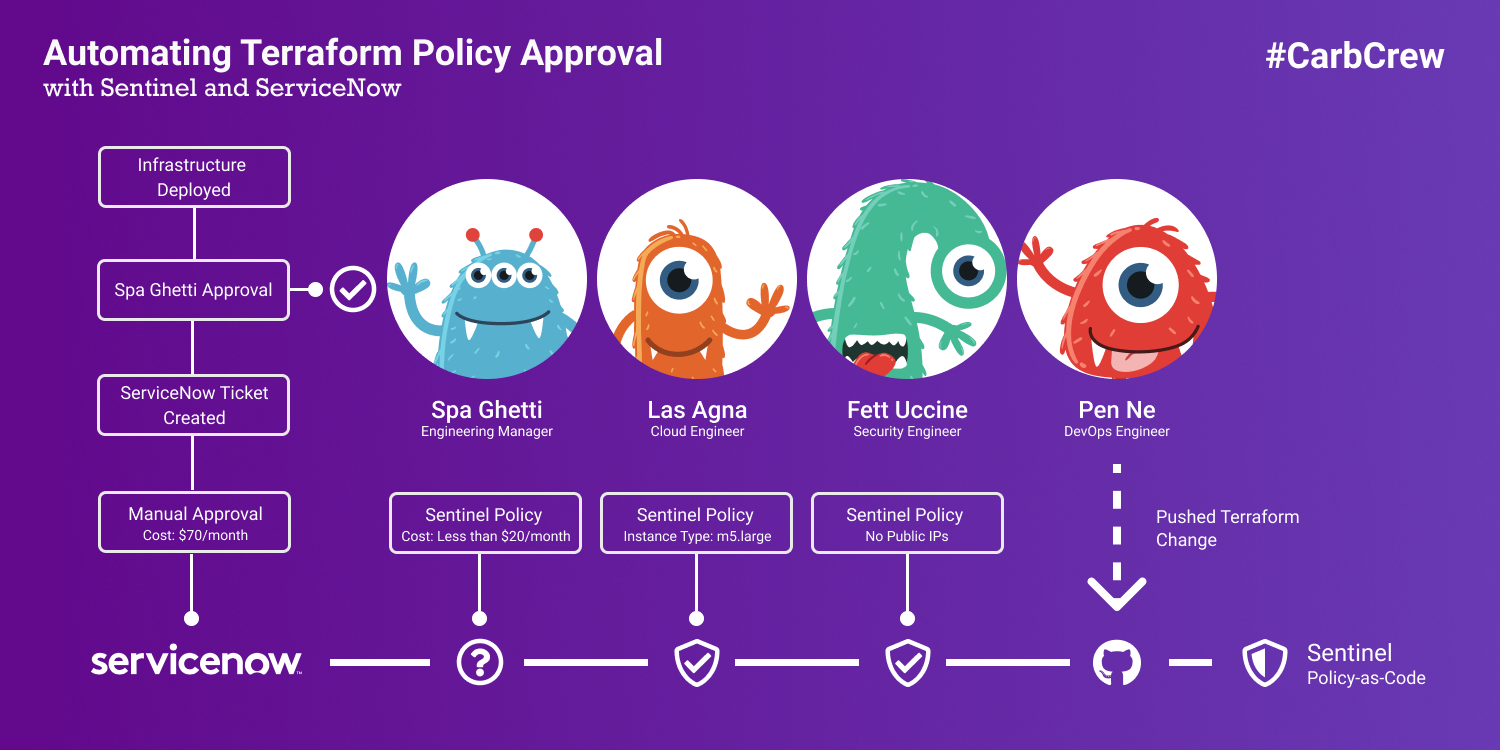 Automating Terraform Policy Approval
with Sentinel and ServiceNow
#CarbCrew
Infrastructure
Deployed
Spa Ghetti Approval
ServiceNow Ticket
Created
Manual Approval
Cost: $70/month
Spa Ghetti
Engineering Manager
Las Agna
Cloud Engineer
Fett Uccine
Security Engineer
Pen Ne
DevOps Engineer
Sentinel Policy
Cost: Less than $20/month
Sentinel Policy
Instance Type: m5.large
Sentinel Policy
No Public IPs
Pushed Terraform
Change
servicenow™
?
Sentinel
Policy-as-Code